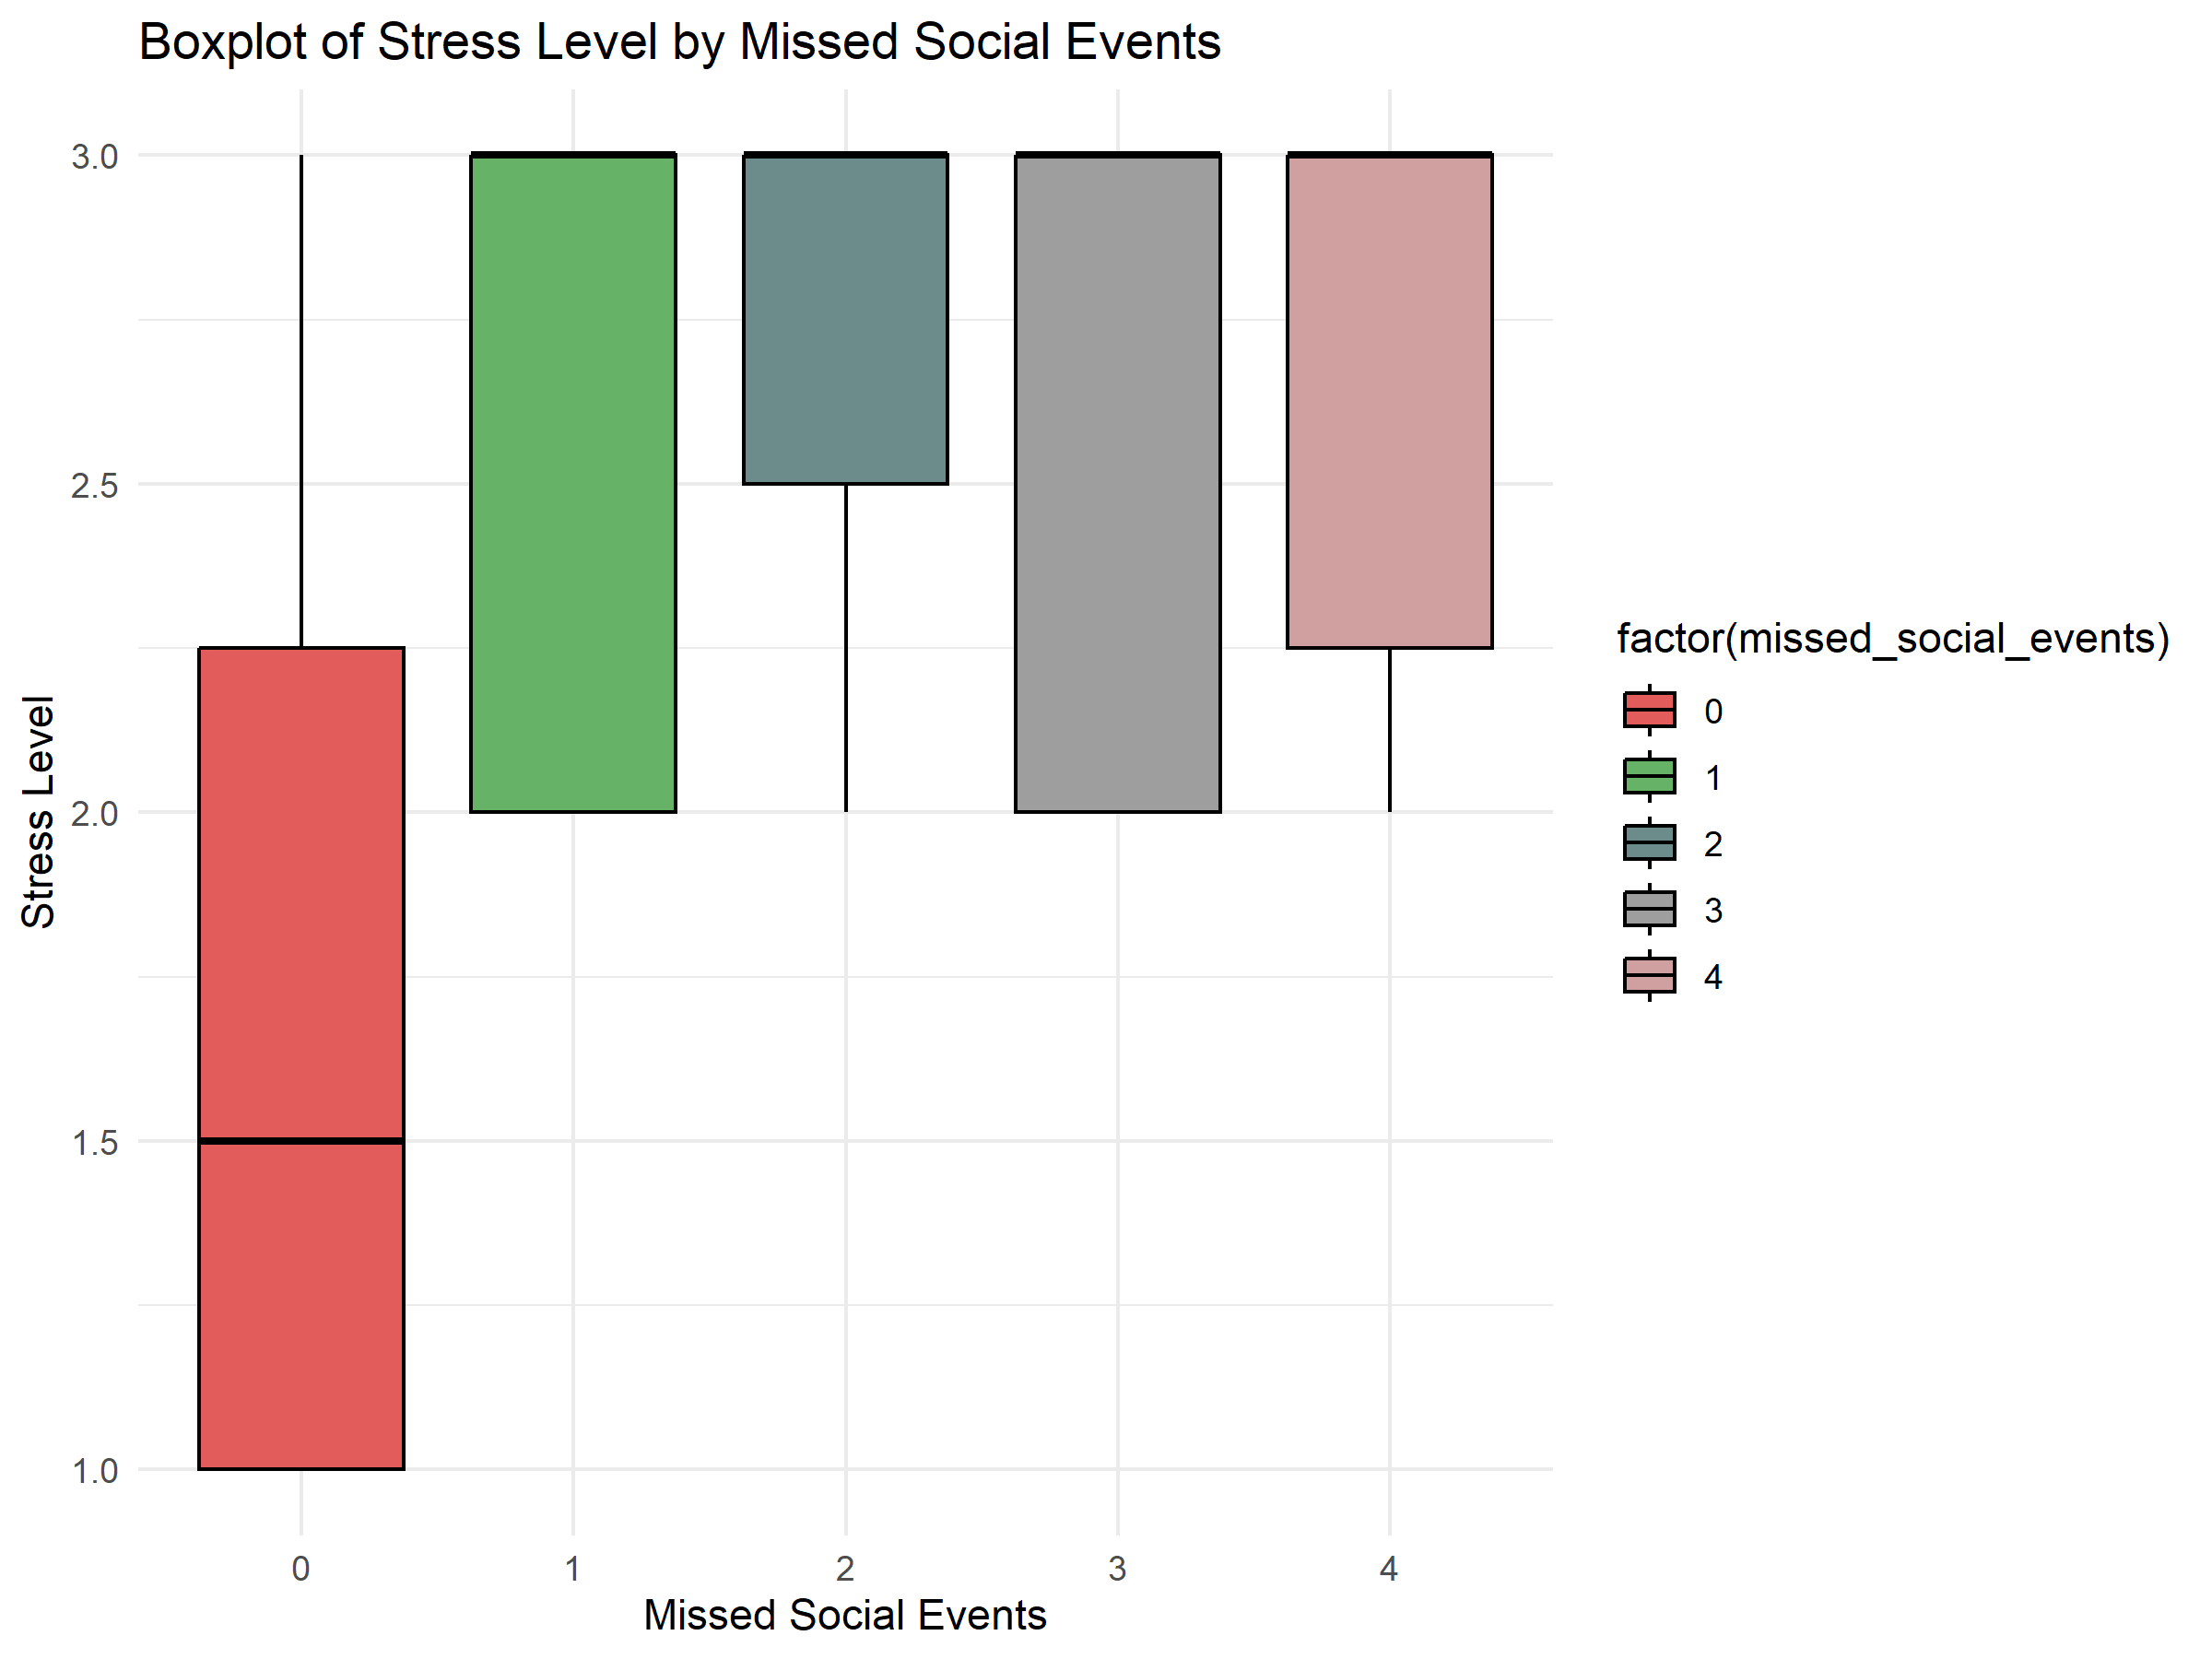 Boxplot of Stress Level by Missed Social Events
3.0
2.5
2.0
1.5
1.0
Stress Level
0 1 2 3 4
Missed Social Events
factor(missed_social_events)
0
1
2
3
4